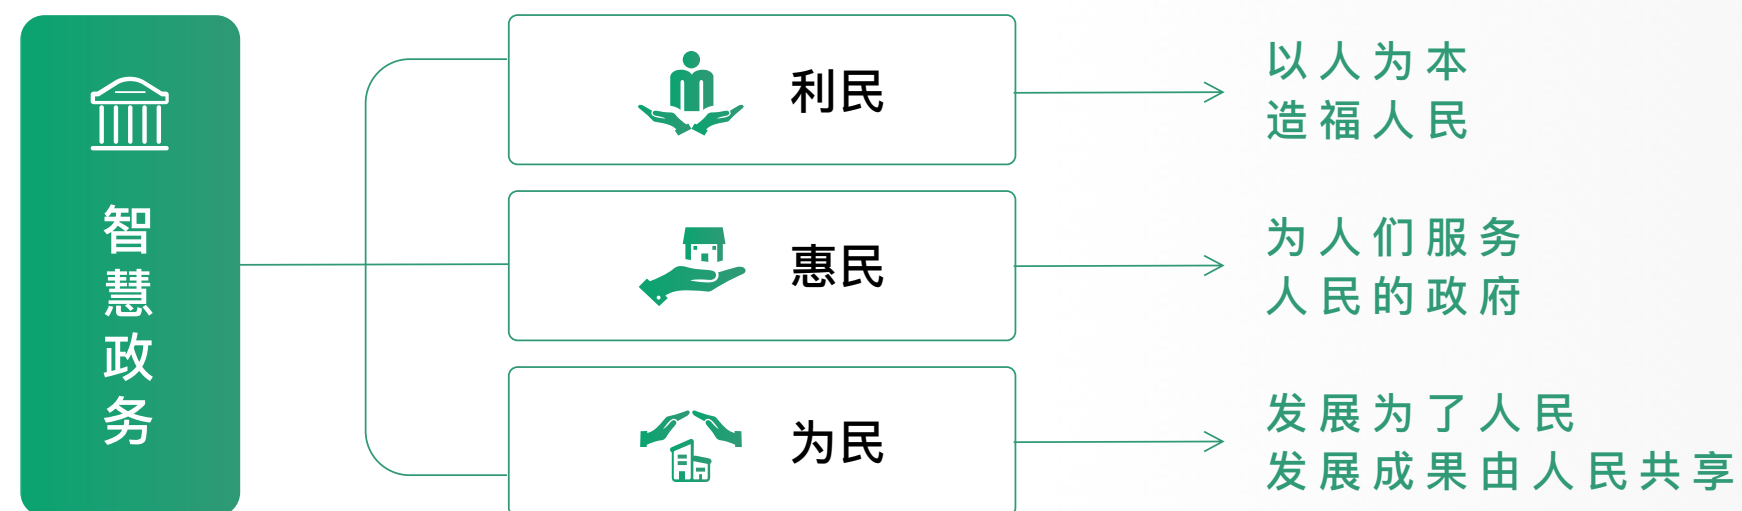 智慧政务
利民
以人为本
造福人民
惠民
为人们服务
人民的政府
为民
发展为了人民
发展成果由人民共享